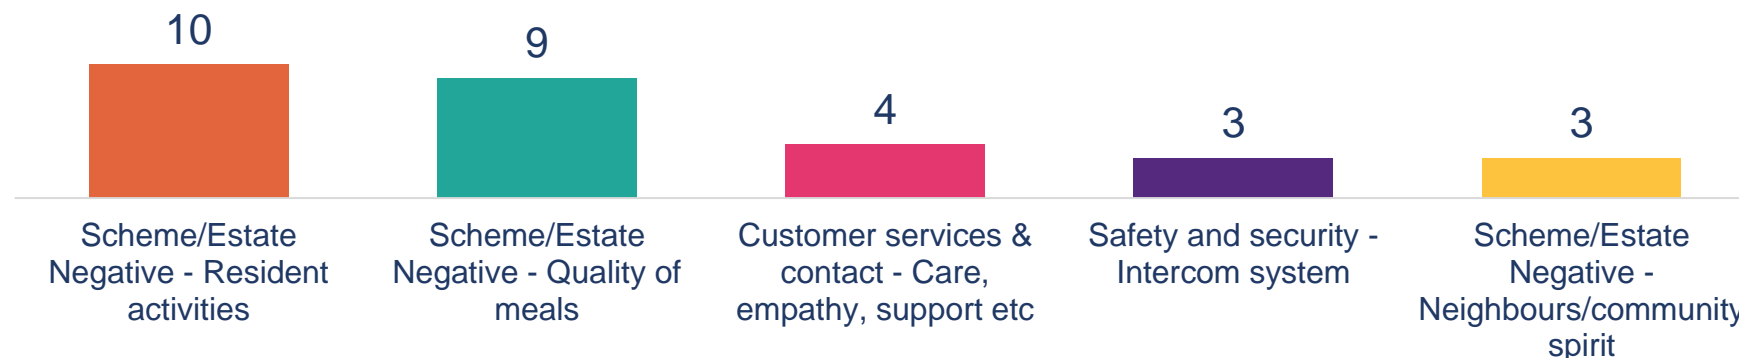 10
9
4
3
3
Scheme/Estate
Negative - Resident
activities
Scheme/Estate
Negative - Quality of
meals
Customer services &
contact - Care,
empathy, support etc
Safety and security -
Intercom system
Scheme/Estate
Negative -
Neighbours/community
spirit